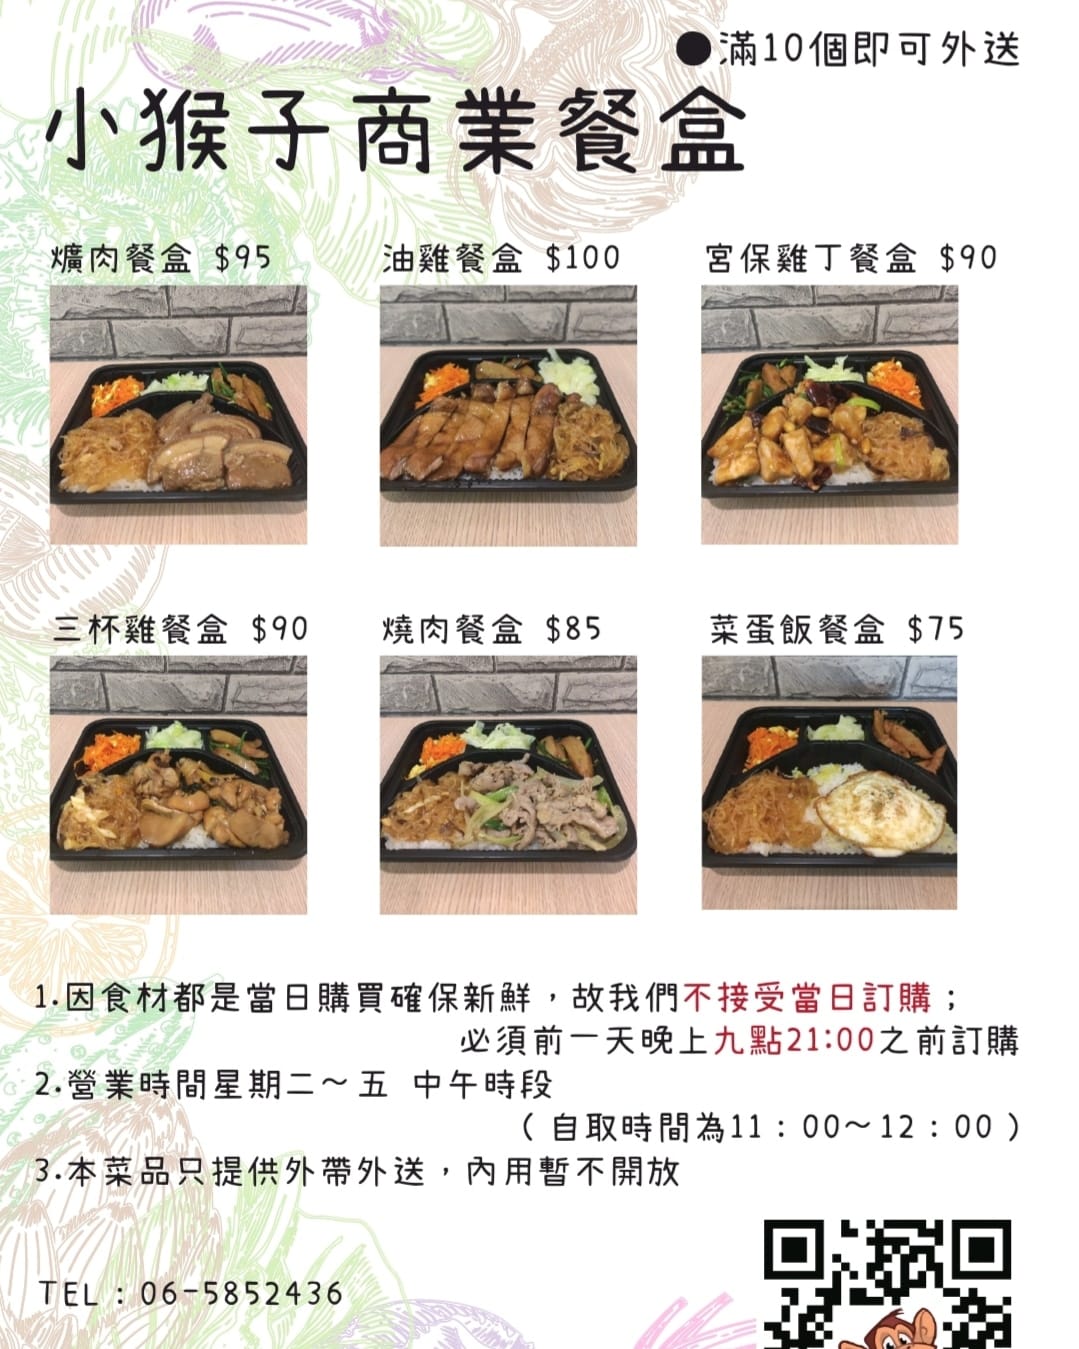 ●滿10個即可外送
小猴子商業餐盒
爌肉餐盒 $95
油雞餐盒 $100
宮保雞丁餐盒 $90
三杯雞餐盒 $90
燒肉餐盒 $85
菜蛋飯餐盒 $75
1.因食材都是當日購買確保新鮮，故我們不接受當日訂購；
必須前一天晚上九點21:00之前訂購
2.營業時間星期二～五 中午時段
（自取時間為11：00～12：00）
3.本菜品只提供外帶外送，內用暫不開放
TEL：06-5852436